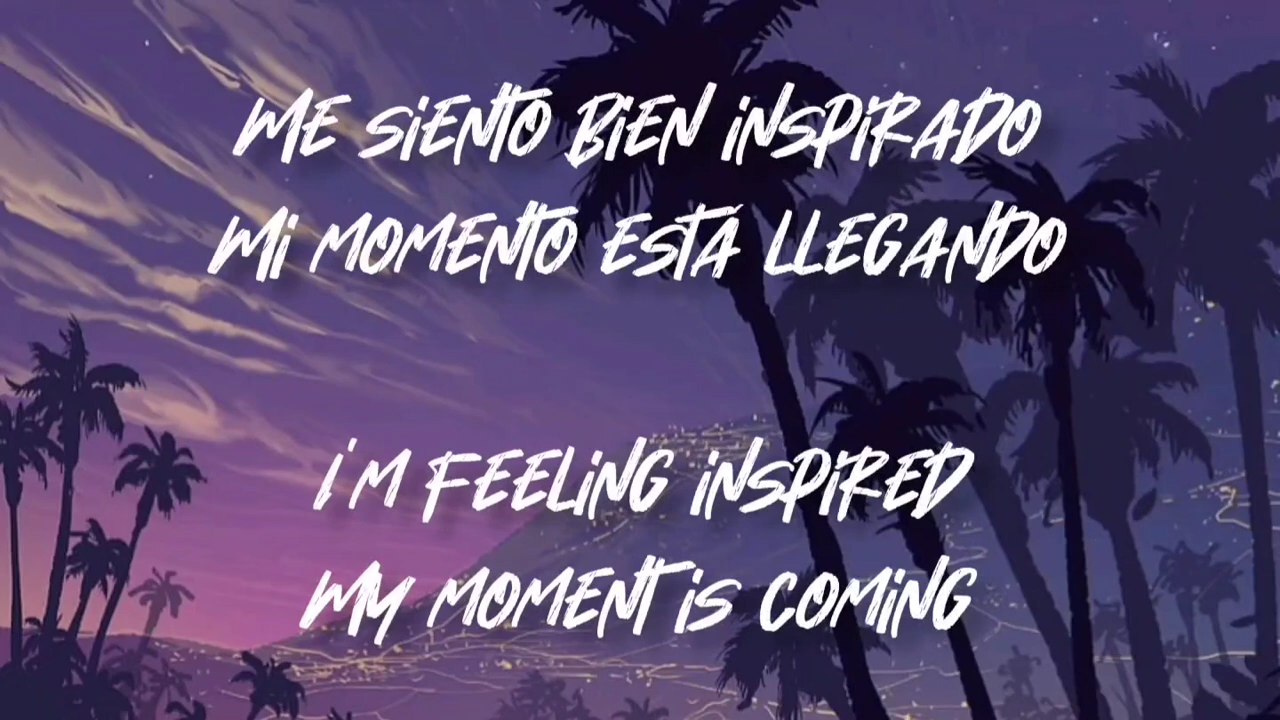 ME SIENTO BIEN INSPIRADO
MI MOMENTO ESTÁ LLEGANDO
I'M FEELING INSPIRED
MY MOMENT IS COMING